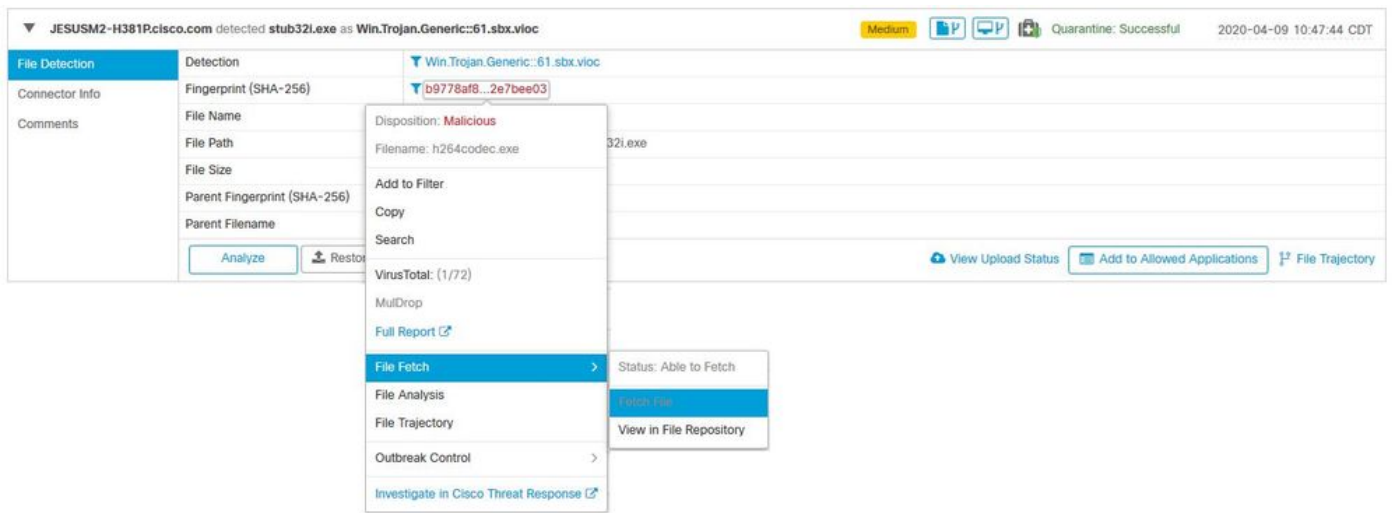 JESUSM2-H381P.cisco.com detected stub32i.exe as Win.Trojan.Generic::61.sbx.vioc Medium Quarantine: Successful 2020-04-09 10:47:44 CDT
File Detection
Connector Info
Comments
Detection Win.Trojan.Generic::61.sbx.vioc
Fingerprint (SHA-256) b9778af8...2e7bee03
File Name
File Path 32i.exe
File Size
Parent Fingerprint (SHA-256)
Parent Filename
Analyze Restor View Upload Status Add to Allowed Applications File Trajectory
Disposition: Malicious
Filename: h264codec.exe
Add to Filter
Copy
Search
VirusTotal: (1/72)
MulDrop
Full Report
File Fetch
File Analysis
File Trajectory
Outbreak Control
Investigate in Cisco Threat Response
Status: Able to Fetch
Fetch File
View in File Repository